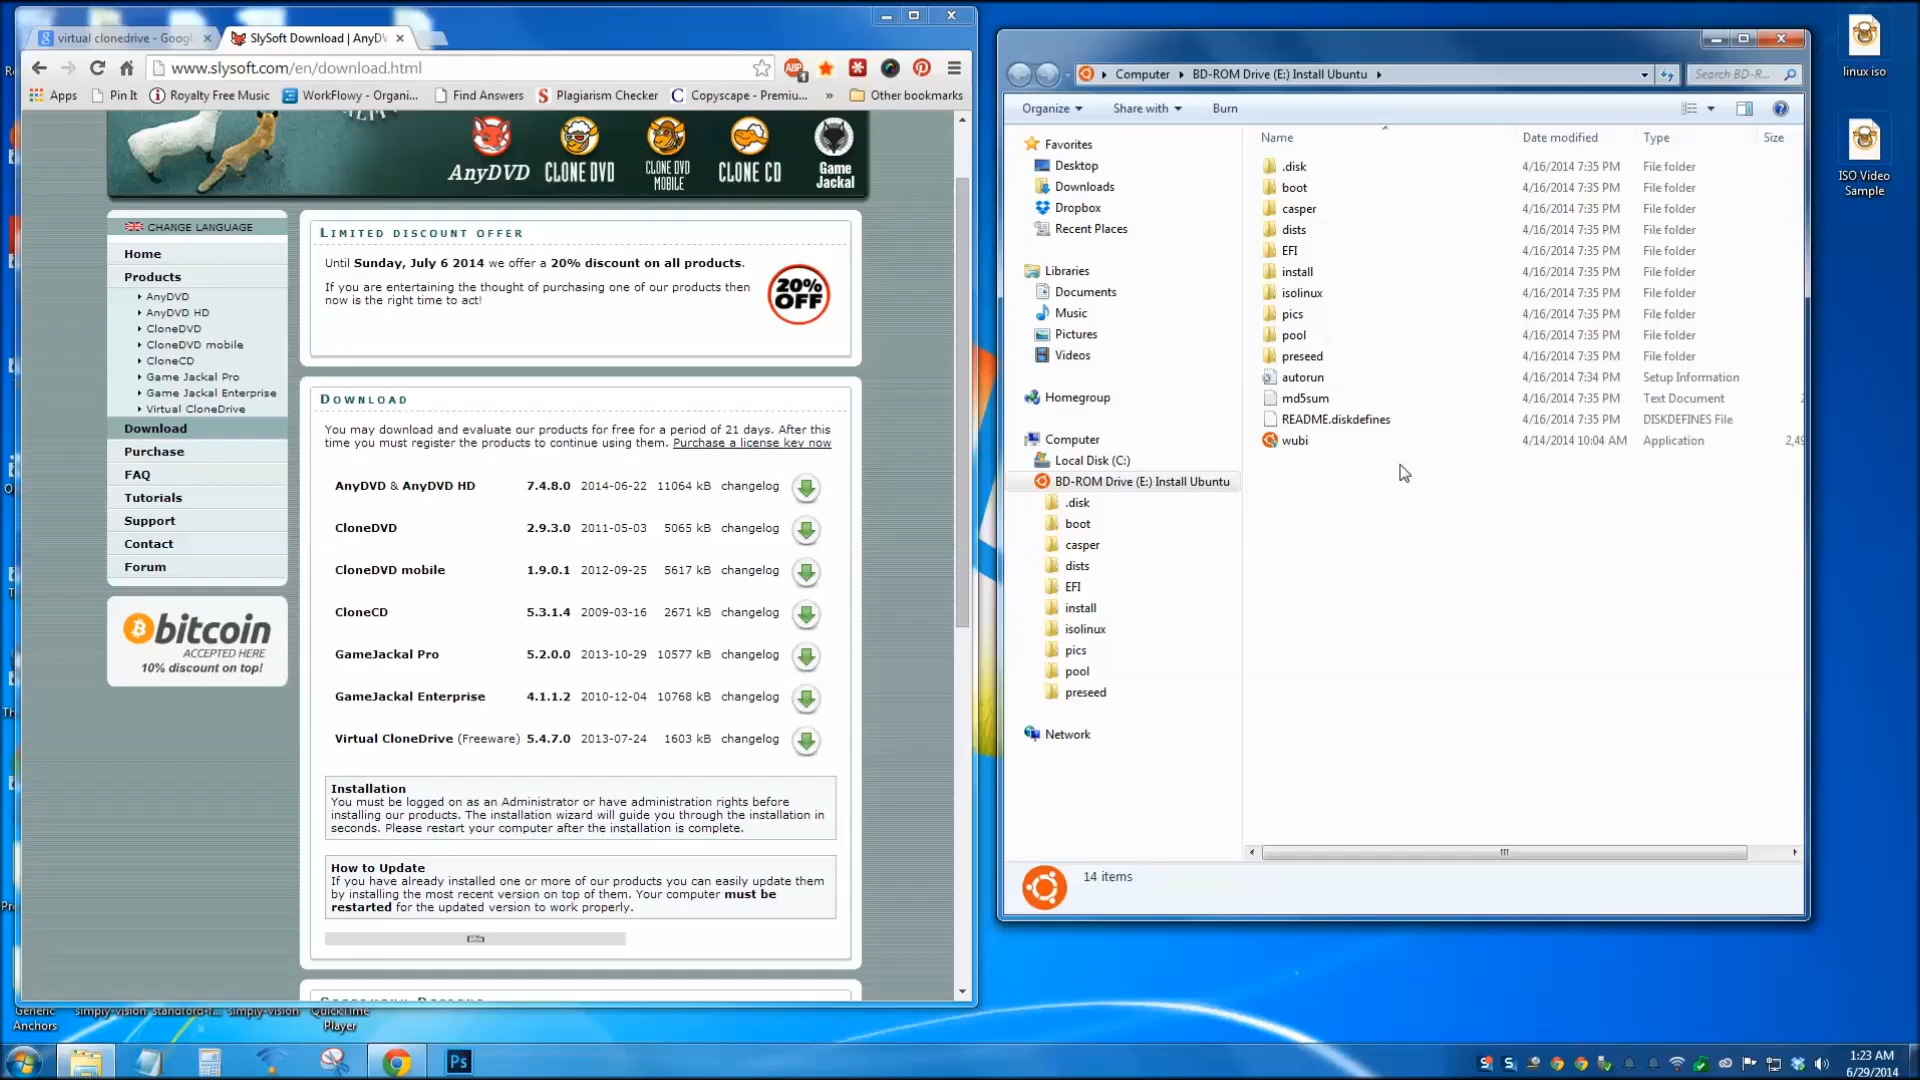 virtual clonedrive - Goog
SlySoft Download | AnyD
www.slysoft.com/en/download.html
ABP
Apps
Pin It
Royalty Free Music
WorkFlowy - Organi...
Find Answers
Plagiarism Checker
Copyscape - Premiu...
»
Other bookmarks
AnyDVD
CLONE DVD
CLONE DVD MOBILE
CLONE CD
Game Jackal
CHANGE LANGUAGE
Home
Products
AnyDVD
AnyDVD HD
CloneDVD
CloneDVD mobile
CloneCD
Game Jackal Pro
Game Jackal Enterprise
Virtual CloneDrive
Download
Purchase
FAQ
Tutorials
Support
Contact
Forum
bitcoin
ACCEPTED HERE
10% discount on top!
LIMITED DISCOUNT OFFER
Until Sunday, July 6 2014 we offer a 20% discount on all products.
If you are entertaining the thought of purchasing one of our products then
now is the right time to act!
20% OFF
DOWNLOAD
You may download and evaluate our products for free for a period of 21 days. After this
time you must register the products to continue using them. Purchase a license key now
AnyDVD & AnyDVD HD 7.4.8.0 2014-06-22 11064 kB changelog
CloneDVD 2.9.3.0 2011-05-03 5065 kB changelog
CloneDVD mobile 1.9.0.1 2012-09-25 5617 kB changelog
CloneCD 5.3.1.4 2009-03-16 2671 kB changelog
GameJackal Pro 5.2.0.0 2013-10-29 10577 kB changelog
GameJackal Enterprise 4.1.1.2 2010-12-04 10768 kB changelog
Virtual CloneDrive (Freeware) 5.4.7.0 2013-07-24 1603 kB changelog
Installation
You must be logged on as an Administrator or have administration rights before
installing our products. The installation wizard will guide you through the installation in
seconds. Please restart your computer after the installation is complete.
How to Update
If you have already installed one or more of our products you can easily update them
by installing the most recent version on top of them. Your computer must be
restarted for the updated version to work properly.
Computer BD-ROM Drive (E:) Install Ubuntu
Search BD-R...
Organize
Share with
Burn
Favorites
Desktop
Downloads
Dropbox
Recent Places
Libraries
Documents
Music
Pictures
Videos
Homegroup
Computer
Local Disk (C:)
BD-ROM Drive (E:) Install Ubuntu
.disk
boot
casper
dists
EFI
install
isolinux
pics
pool
preseed
Network
Name Date modified Type Size
.disk 4/16/2014 7:35 PM File folder
boot 4/16/2014 7:35 PM File folder
casper 4/16/2014 7:35 PM File folder
dists 4/16/2014 7:35 PM File folder
EFI 4/16/2014 7:35 PM File folder
install 4/16/2014 7:35 PM File folder
isolinux 4/16/2014 7:35 PM File folder
pics 4/16/2014 7:35 PM File folder
pool 4/16/2014 7:35 PM File folder
preseed 4/16/2014 7:35 PM File folder
autorun 4/16/2014 7:34 PM Setup Information
md5sum 4/16/2014 7:35 PM Text Document
README.diskdefines 4/16/2014 7:35 PM DISKDEFINES File
wubi 4/14/2014 10:04 AM Application 2,49
14 items
linux iso
ISO Video
Sample
Generic
Anchors
simply-vision
simply-vision
QuickTime
Player
Ps
1:23 AM
6/29/2014